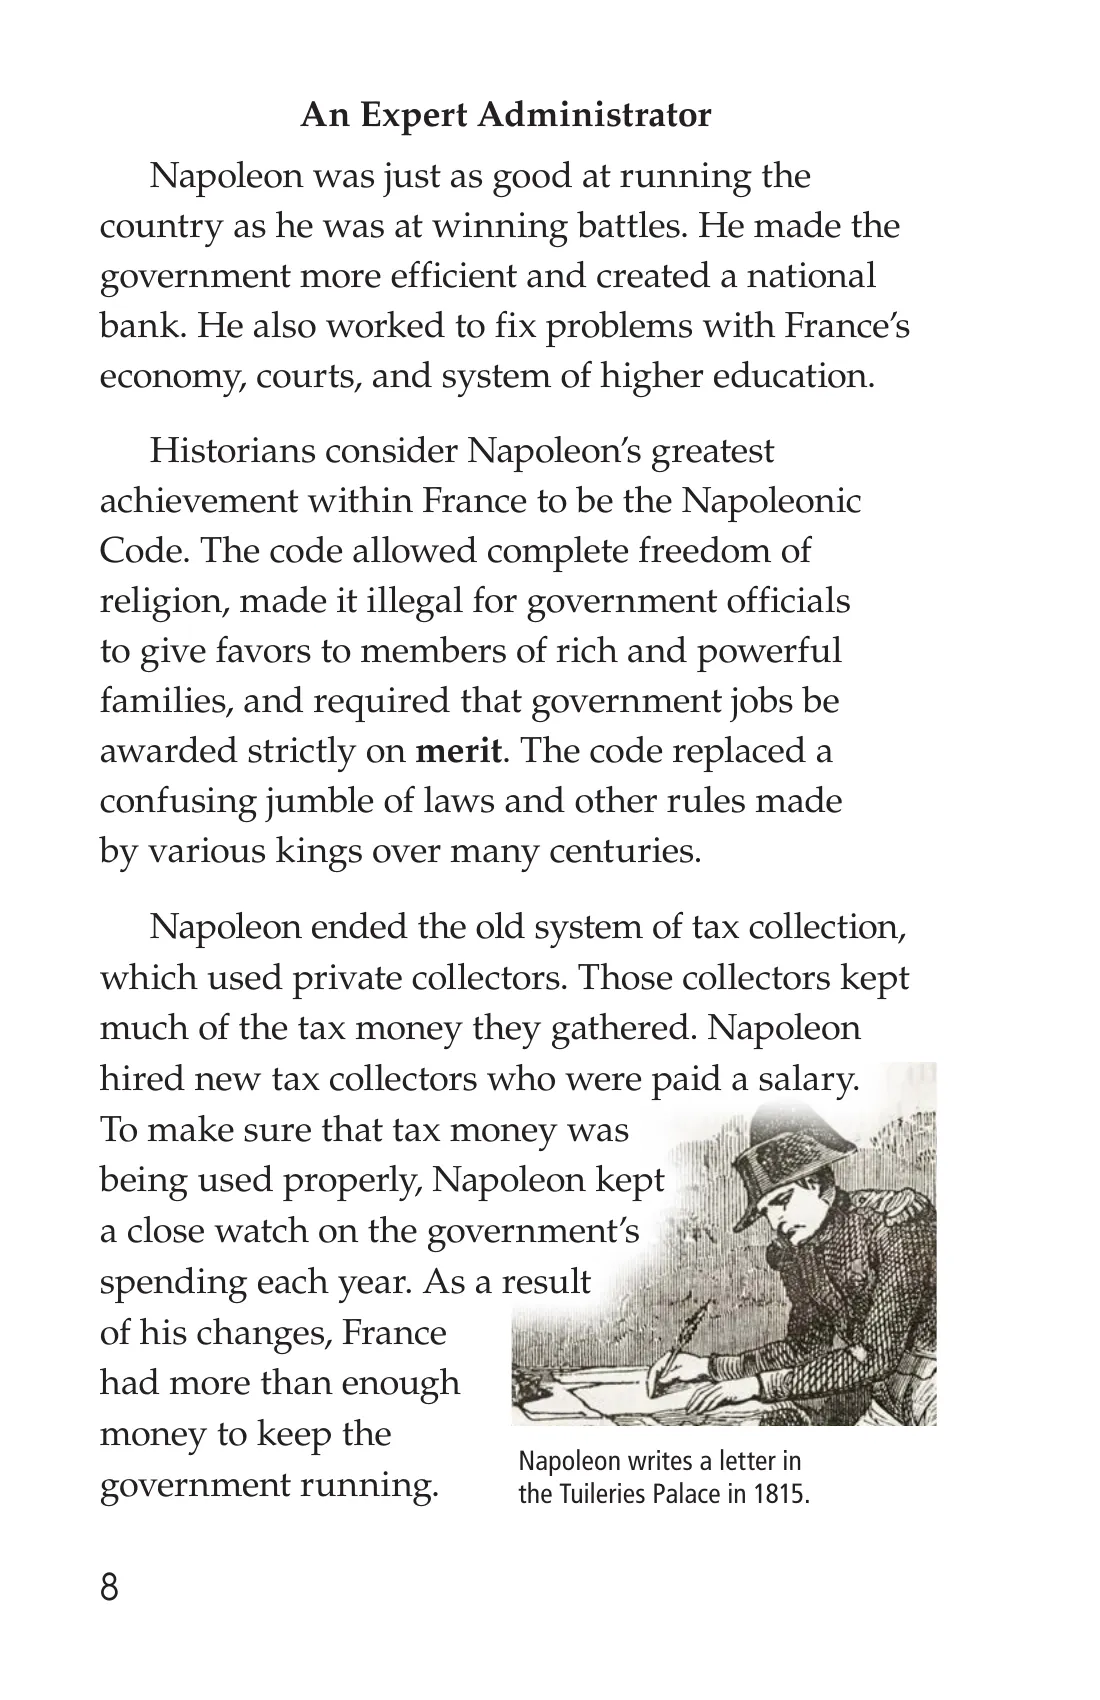 An Expert Administrator
Napoleon was just as good at running the
country as he was at winning battles. He made the
government more efficient and created a national
bank. He also worked to fix problems with France’s
economy, courts, and system of higher education.
Historians consider Napoleon’s greatest
achievement within France to be the Napoleonic
Code. The code allowed complete freedom of
religion, made it illegal for government officials
to give favors to members of rich and powerful
families, and required that government jobs be
awarded strictly on merit. The code replaced a
confusing jumble of laws and other rules made
by various kings over many centuries.
Napoleon ended the old system of tax collection,
which used private collectors. Those collectors kept
much of the tax money they gathered. Napoleon
hired new tax collectors who were paid a salary.
To make sure that tax money was
being used properly, Napoleon kept
a close watch on the government’s
spending each year. As a result
of his changes, France
had more than enough
money to keep the
government running.
Napoleon writes a letter in
the Tuileries Palace in 1815.
8